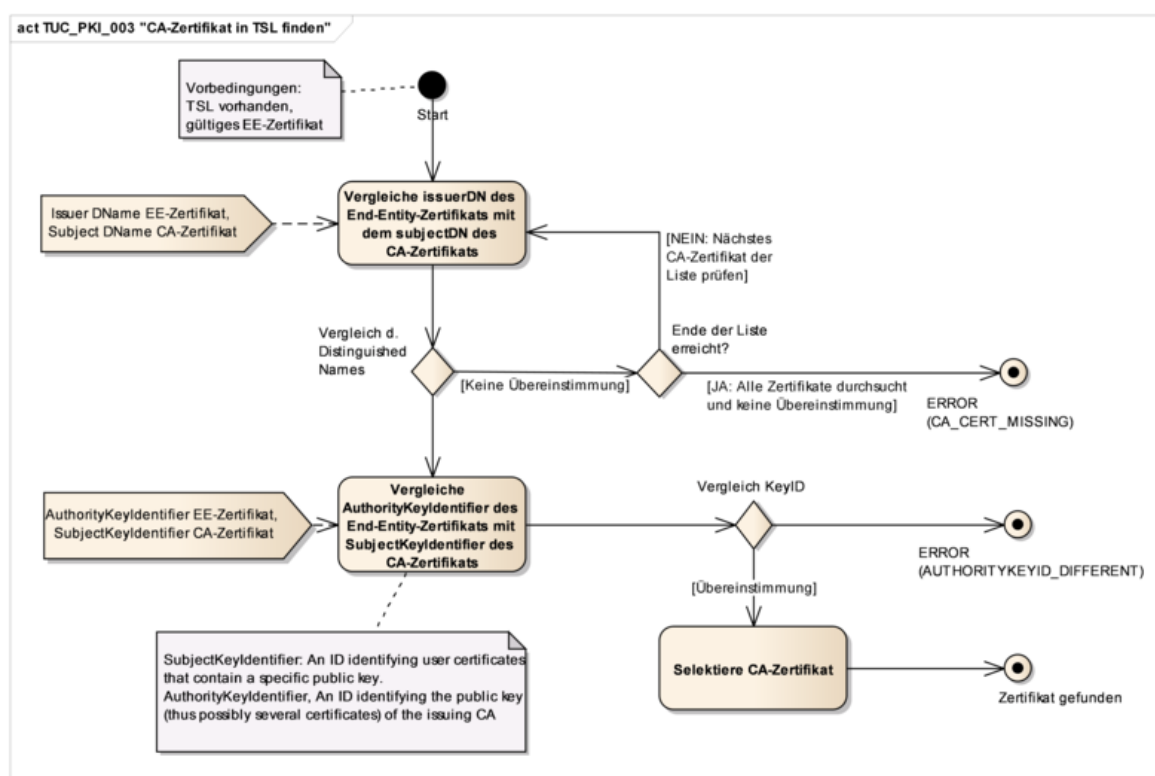 act TUC_PKI_003 "CA-Zertifikat in TSL finden"
Vorbedingungen:
TSL vorhanden,
gültiges EE-Zertifikat
Start
Issuer DName EE-Zertifikat,
Subject DName CA-Zertifikat
Vergleiche issuerDN des
End-Entity-Zertifikats mit
dem subjectDN des
CA-Zertifikats
[NEIN: Nächstes
CA-Zertifikat der
Liste prüfen]
Vergleich d.
Distinguished
Names
Ende der Liste
erreicht?
[Keine Übereinstimmung]
[JA: Alle Zertifikate durchsucht
und keine Übereinstimmung]
ERROR
(CA_CERT_MISSING)
AuthorityKeyIdentifier EE-Zertifikat,
SubjectKeyIdentifier CA-Zertifikat
Vergleiche
AuthorityKeyIdentifier des
End-Entity-Zertifikats mit
SubjectKeyIdentifier des
CA-Zertifikats
Vergleich KeyID
ERROR
(AUTHORITYKEYID_DIFFERENT)
[Übereinstimmung]
SubjectKeyIdentifier: An ID identifying user certificates
that contain a specific public key.
AuthorityKeyIdentifier, An ID identifying the public key
(thus possibly several certificates) of the issuing CA
Selektiere CA-Zertifikat
Zertifikat gefunden